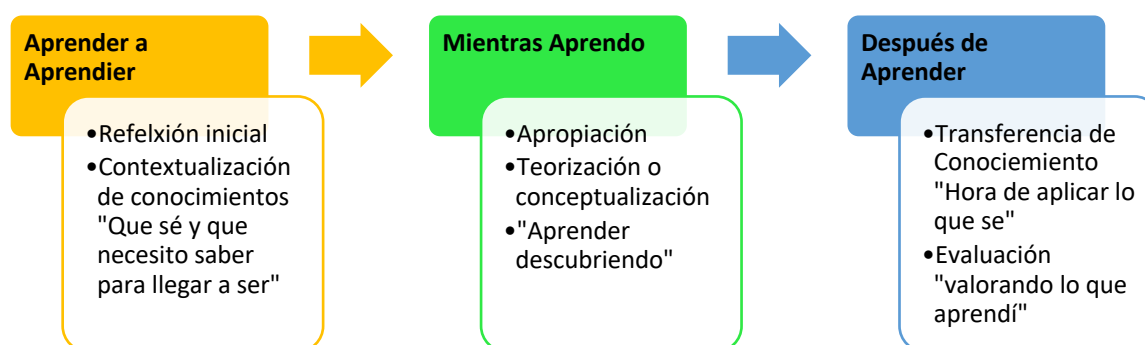 Aprender a
Aprendier
•Refelxión inicial
•Contextualización
de conocimientos
"Que sé y que
necesito saber
para llegar a ser"
Mientras Aprendo
•Apropiación
•Teorización o
conceptualización
•"Aprender
descubriendo"
Después de
Aprender
•Transferencia de
Conociemiento
"Hora de aplicar lo
que se"
•Evaluación
"valorando lo que
aprendí"